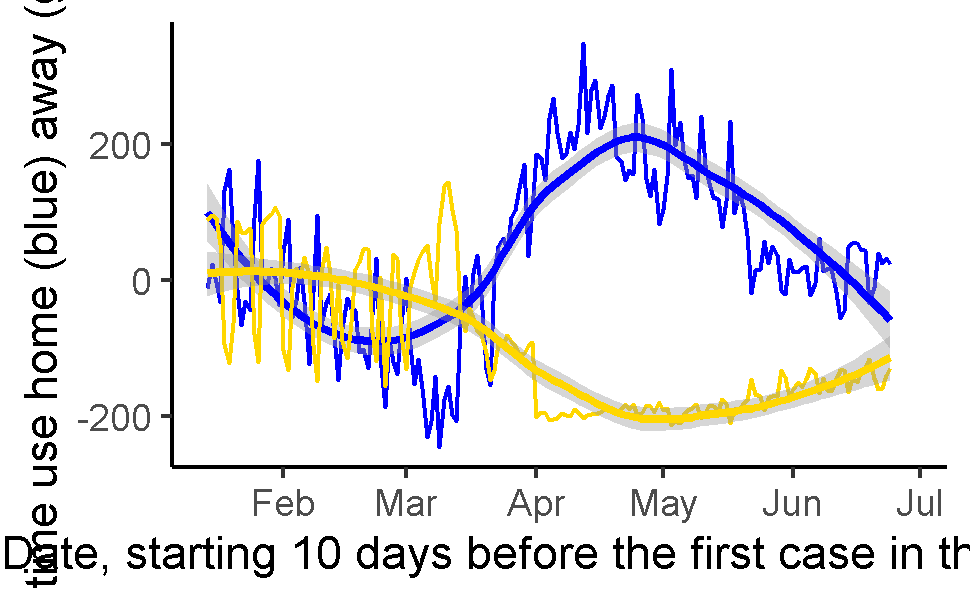 time use home (blue) away (
200
0
-200
Feb Mar Apr May Jun Jul
Date, starting 10 days before the first case in th